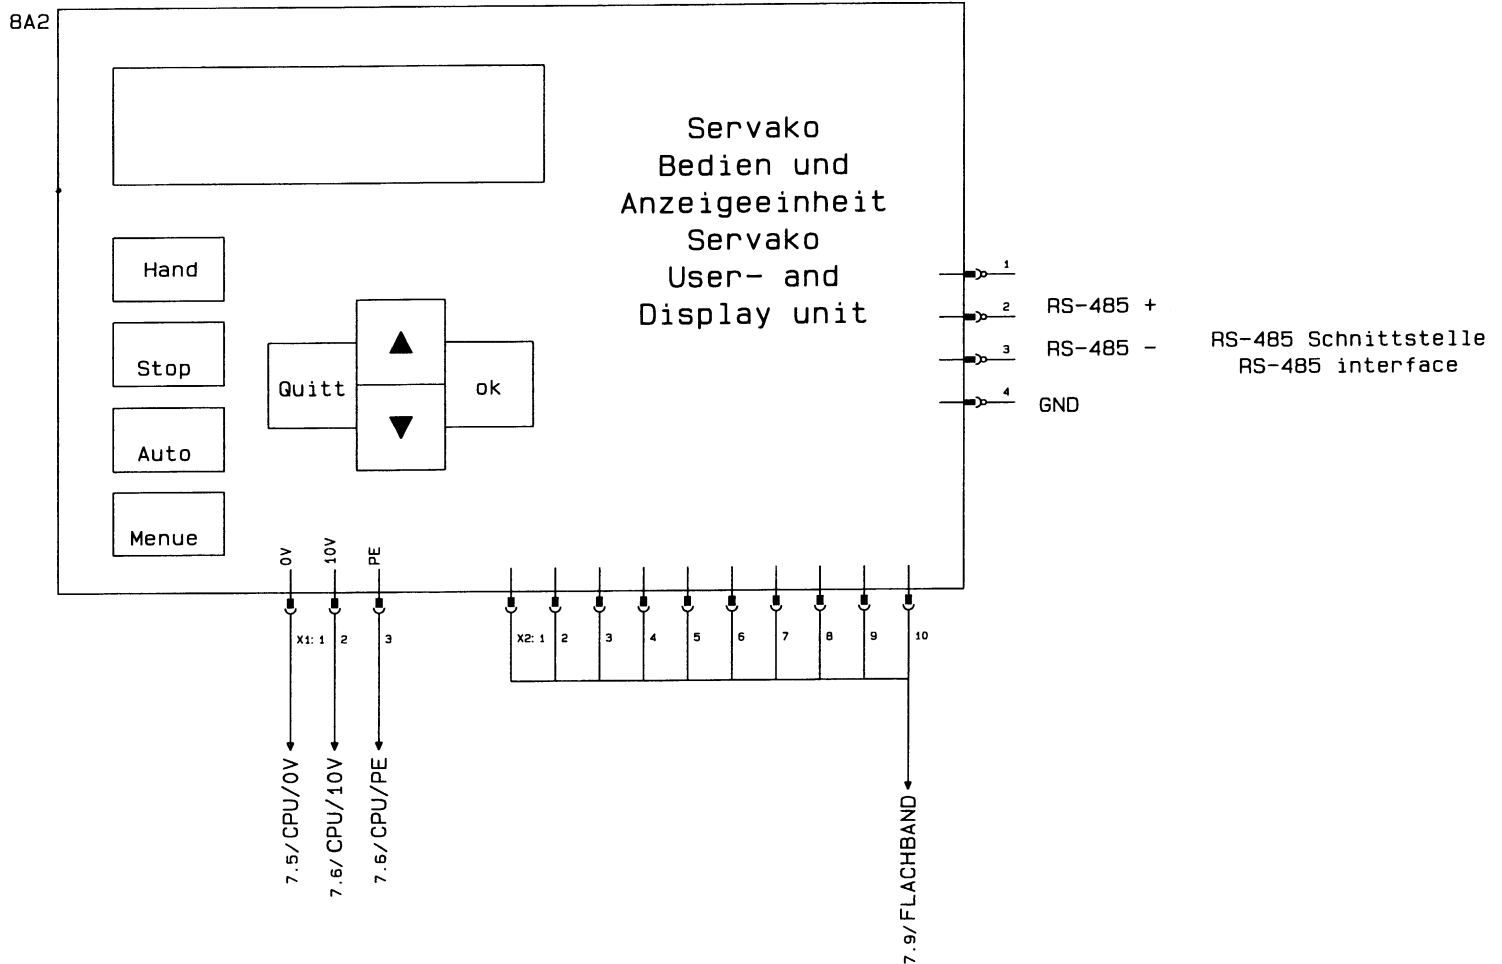 8A2
Servako
Bedien und
Anzeigeeinheit
Servako
User- and
Display unit
Hand
Stop
Auto
Menue
Quitt
▲
▼
ok
1
2
RS-485 +
3
RS-485 -
4
GND
RS-485 Schnittstelle
RS-485 interface
0V
10V
PE
X1: 1
2
3
X2: 1
2
3
4
5
6
7
8
9
10
7.5/CPU/0V
7.6/CPU/10V
7.6/CPU/PE
7.9/FLACHBAND